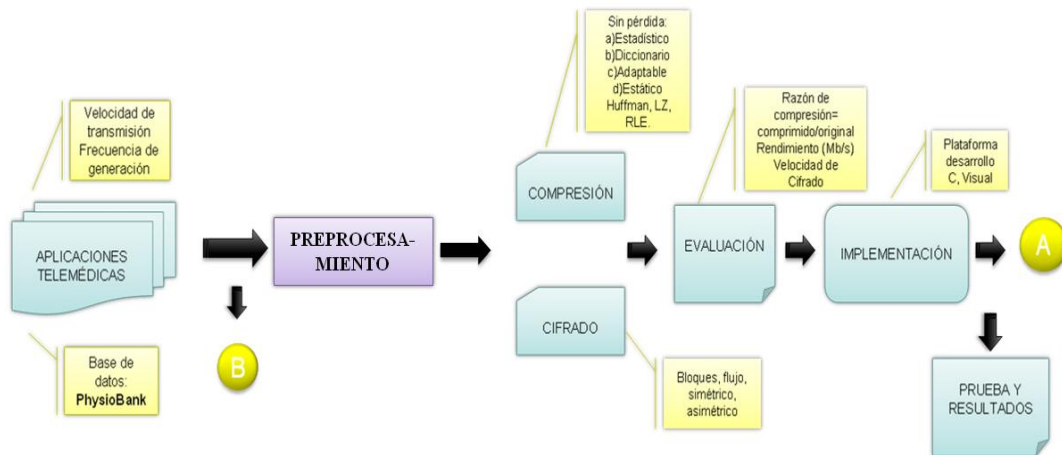 Sin pérdida:
a)Estadístico
b)Diccionario
c)Adaptable
d)Estático
Huffman, LZ,
RLE.
Velocidad de
transmisión
Frecuencia de
generación
Razón de
compresión=
comprimido/original
Rendimiento (Mb/s)
Velocidad de
Cifrado
Plataforma
desarrollo
C, Visual
COMPRESIÓN
APLICACIONES
TELEMÉDICAS
PREPROCESA-
MIENTO
EVALUACIÓN
IMPLEMENTACIÓN
A
CIFRADO
B
Base de
datos:
PhysioBank
Bloques, flujo,
simétrico,
asimétrico
PRUEBA Y
RESULTADOS